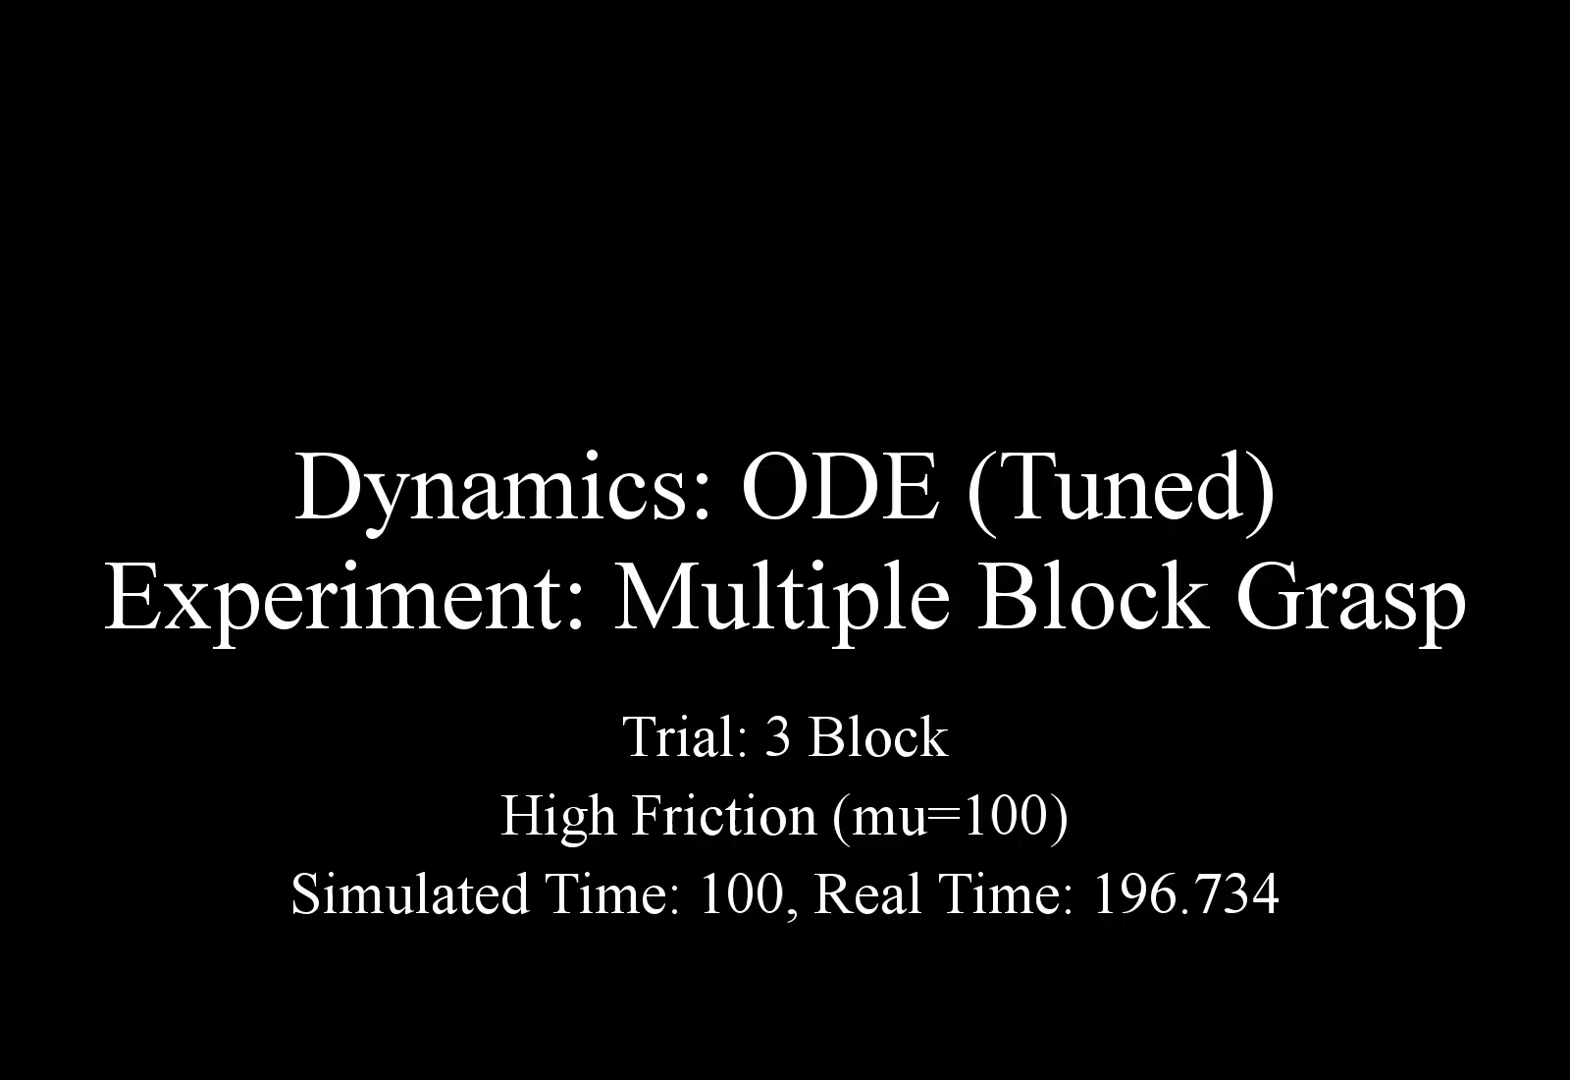 Dynamics: ODE (Tuned)
Experiment: Multiple Block Grasp
Trial: 3 Block
High Friction (mu=100)
Simulated Time: 100, Real Time: 196.734